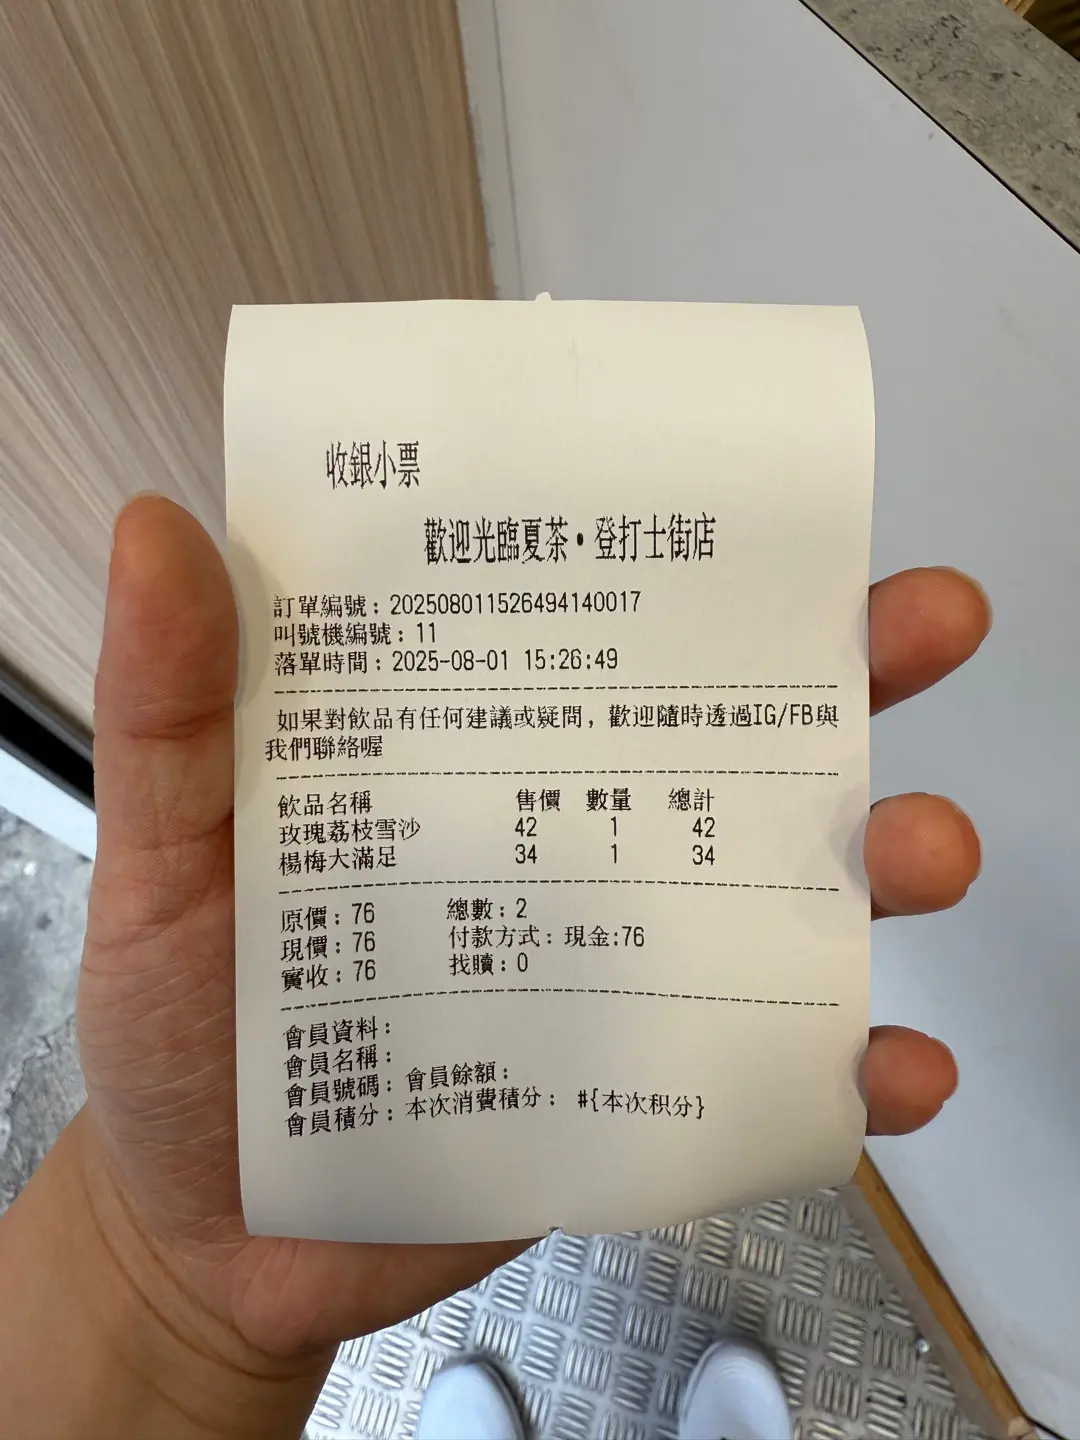 收銀小票
歡迎光臨夏茶·登打士街店
訂單編號：202508011526494140017
叫號機編號：11
落單時間：2025-08-01 15:26:49
如果對飲品有任何建議或疑問，歡迎隨時透過IG/FB與
我們聯絡喔
飲品名稱 售價 數量 總計
玫瑰荔枝雪沙 42 1 42
楊梅大滿足 34 1 34
原價：76 總數：2
現價：76 付款方式：現金:76
實收：76 找贖：0
會員資料：
會員名稱：
會員號碼：會員餘額：
會員積分：本次消費積分： #{本次积分}